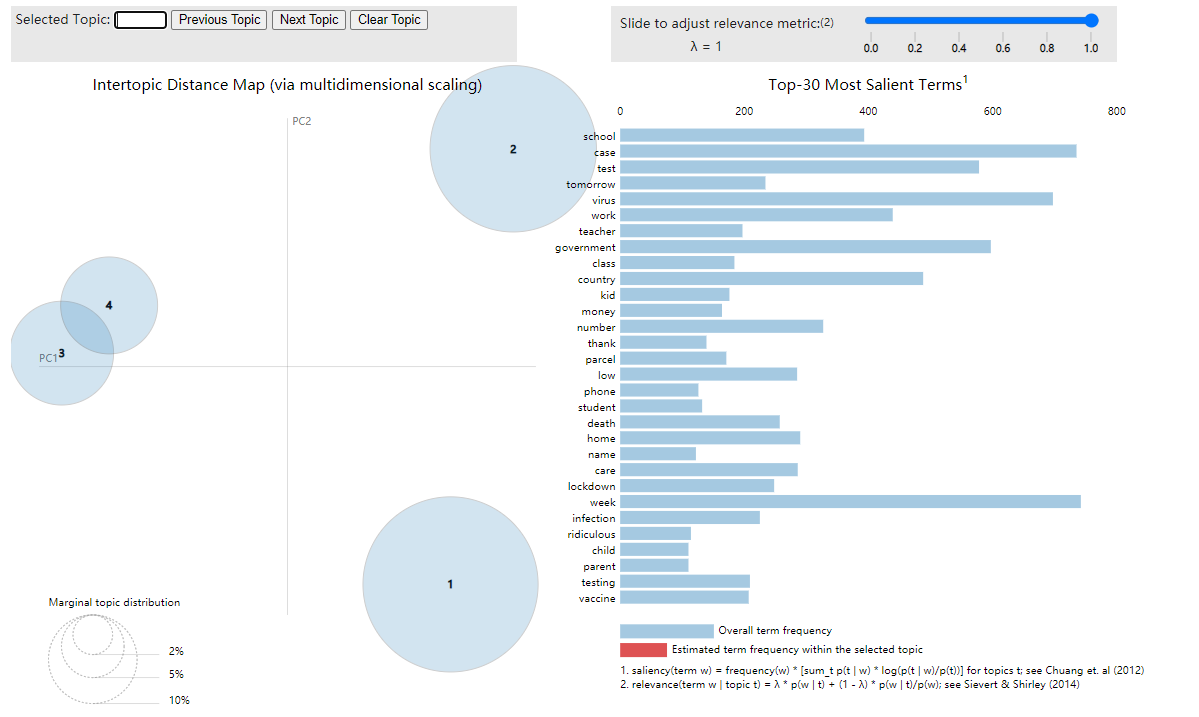 Selected Topic: Previous Topic Next Topic Clear Topic
Slide to adjust relevance metric:(2)
λ = 1
0.0 0.2 0.4 0.6 0.8 1.0
Intertopic Distance Map (via multidimensional scaling)
PC2
PC1
2
4
3
1
Marginal topic distribution
2%
5%
10%
Top-30 Most Salient Terms1
0 200 400 600 800
school
case
test
tomorrow
virus
work
teacher
government
class
country
kid
money
number
thank
parcel
low
phone
student
death
home
name
care
lockdown
week
infection
ridiculous
child
parent
testing
vaccine
Overall term frequency
Estimated term frequency within the selected topic
1. saliency(term w) = frequency(w) * [sum_t p(t | w) * log(p(t | w)/p(t))] for topics t; see Chuang et. al (2012)
2. relevance(term w | topic t) = λ * p(w | t) + (1 - λ) * p(w | t)/p(w); see Sievert & Shirley (2014)